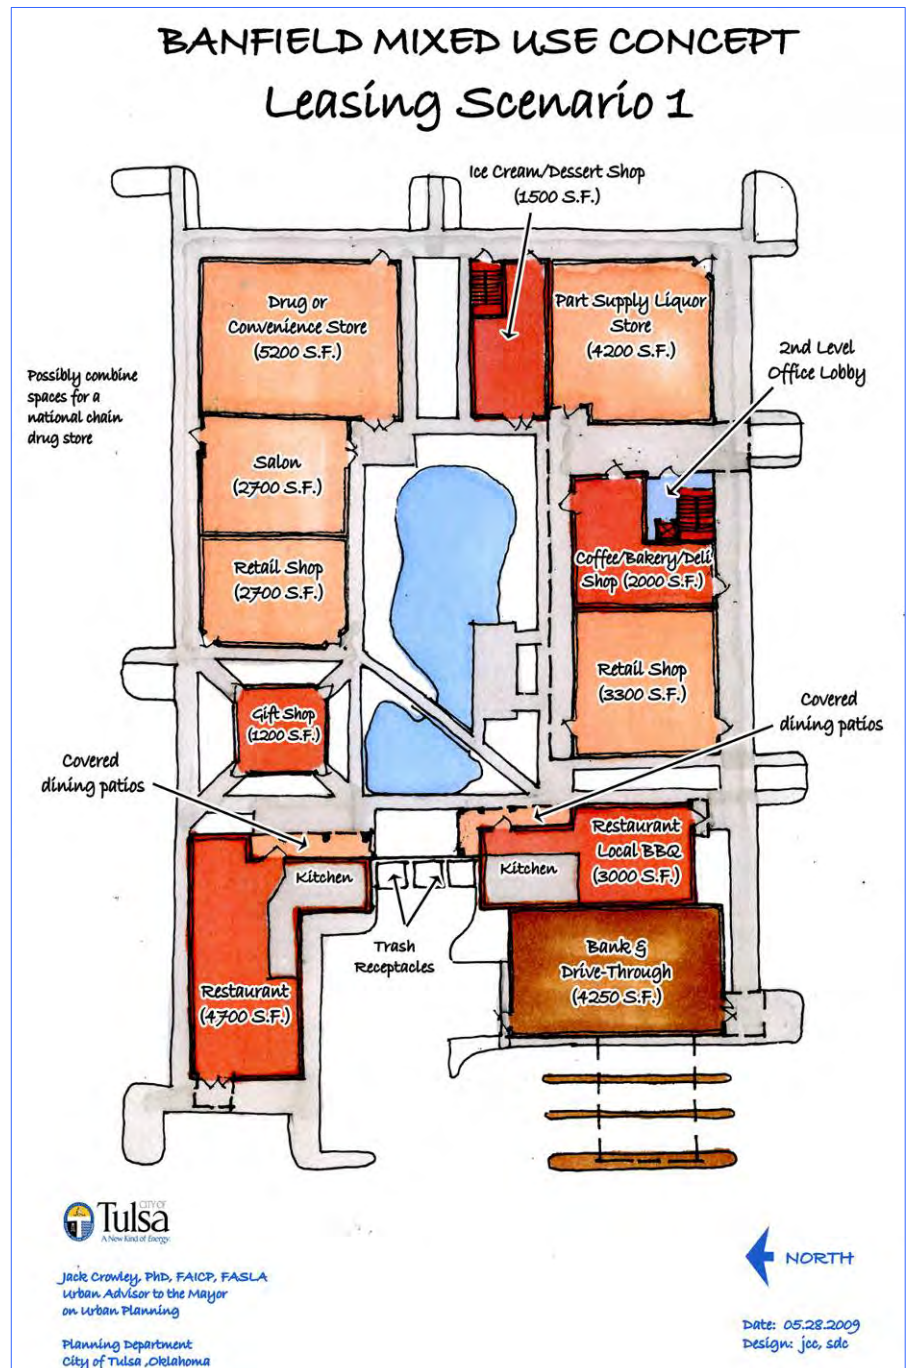 BANFIELD MIXED USE CONCEPT
Leasing Scenario 1
Ice Cream/Dessert Shop
(1500 S.F.)
Drug or
Convenience Store
(5200 S.F.)
Part Supply Liquor
Store
(4200 S.F.)
2nd Level
Office Lobby
Possibly combine
spaces for a
national chain
drug store
Salon
(2700 S.F.)
Retail Shop
(2700 S.F.)
Coffee/Bakery/Deli
Shop (2000 S.F.)
Retail Shop
(3300 S.F.)
Gift Shop
(1200 S.F.)
Covered
dining patios
Covered
dining patios
Kitchen
Kitchen
Restaurant
Local BBQ
(3000 S.F.)
Trash
Receptacles
Bank &
Drive-Through
(4250 S.F.)
Restaurant
(4700 S.F.)
CITY OF
Tulsa
A New Kind of Energy.
Jack Crowley, PhD, FAICP, FASLA
Urban Advisor to the Mayor
on Urban Planning
Planning Department
City of Tulsa ,Oklahoma
NORTH
Date: 05.28.2009
Design: jcc, sdc